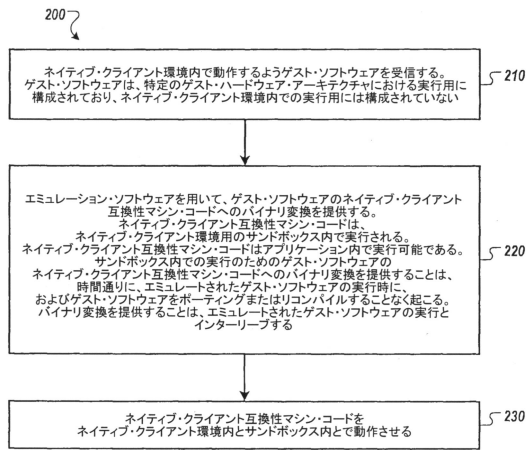 200
ネイティブ・クライアント環境内で動作するようゲスト・ソフトウェアを受信する。
ゲスト・ソフトウェアは、特定のゲスト・ハードウェア・アーキテクチャにおける実行用に
構成されており、ネイティブ・クライアント環境内での実行用には構成されていない
210
エミュレーション・ソフトウェアを用いて、ゲスト・ソフトウェアのネイティブ・クライアント
互換性マシン・コードへのバイナリ変換を提供する。
ネイティブ・クライアント互換性マシン・コードは、
ネイティブ・クライアント環境用のサンドボックス内で実行される。
ネイティブ・クライアント互換性マシン・コードはアプリケーション内で実行可能である。
サンドボックス内での実行のためのゲスト・ソフトウェアの
ネイティブ・クライアント互換性マシン・コードへのバイナリ変換を提供することは、
時間通りに、エミュレートされたゲスト・ソフトウェアの実行時に、
およびゲスト・ソフトウェアをポーティングまたはリコンパイルすることなく起こる。
バイナリ変換を提供することは、エミュレートされたゲスト・ソフトウェアの実行と
インターリーブする
220
ネイティブ・クライアント互換性マシン・コードを
ネイティブ・クライアント環境内とサンドボックス内とで動作させる
230